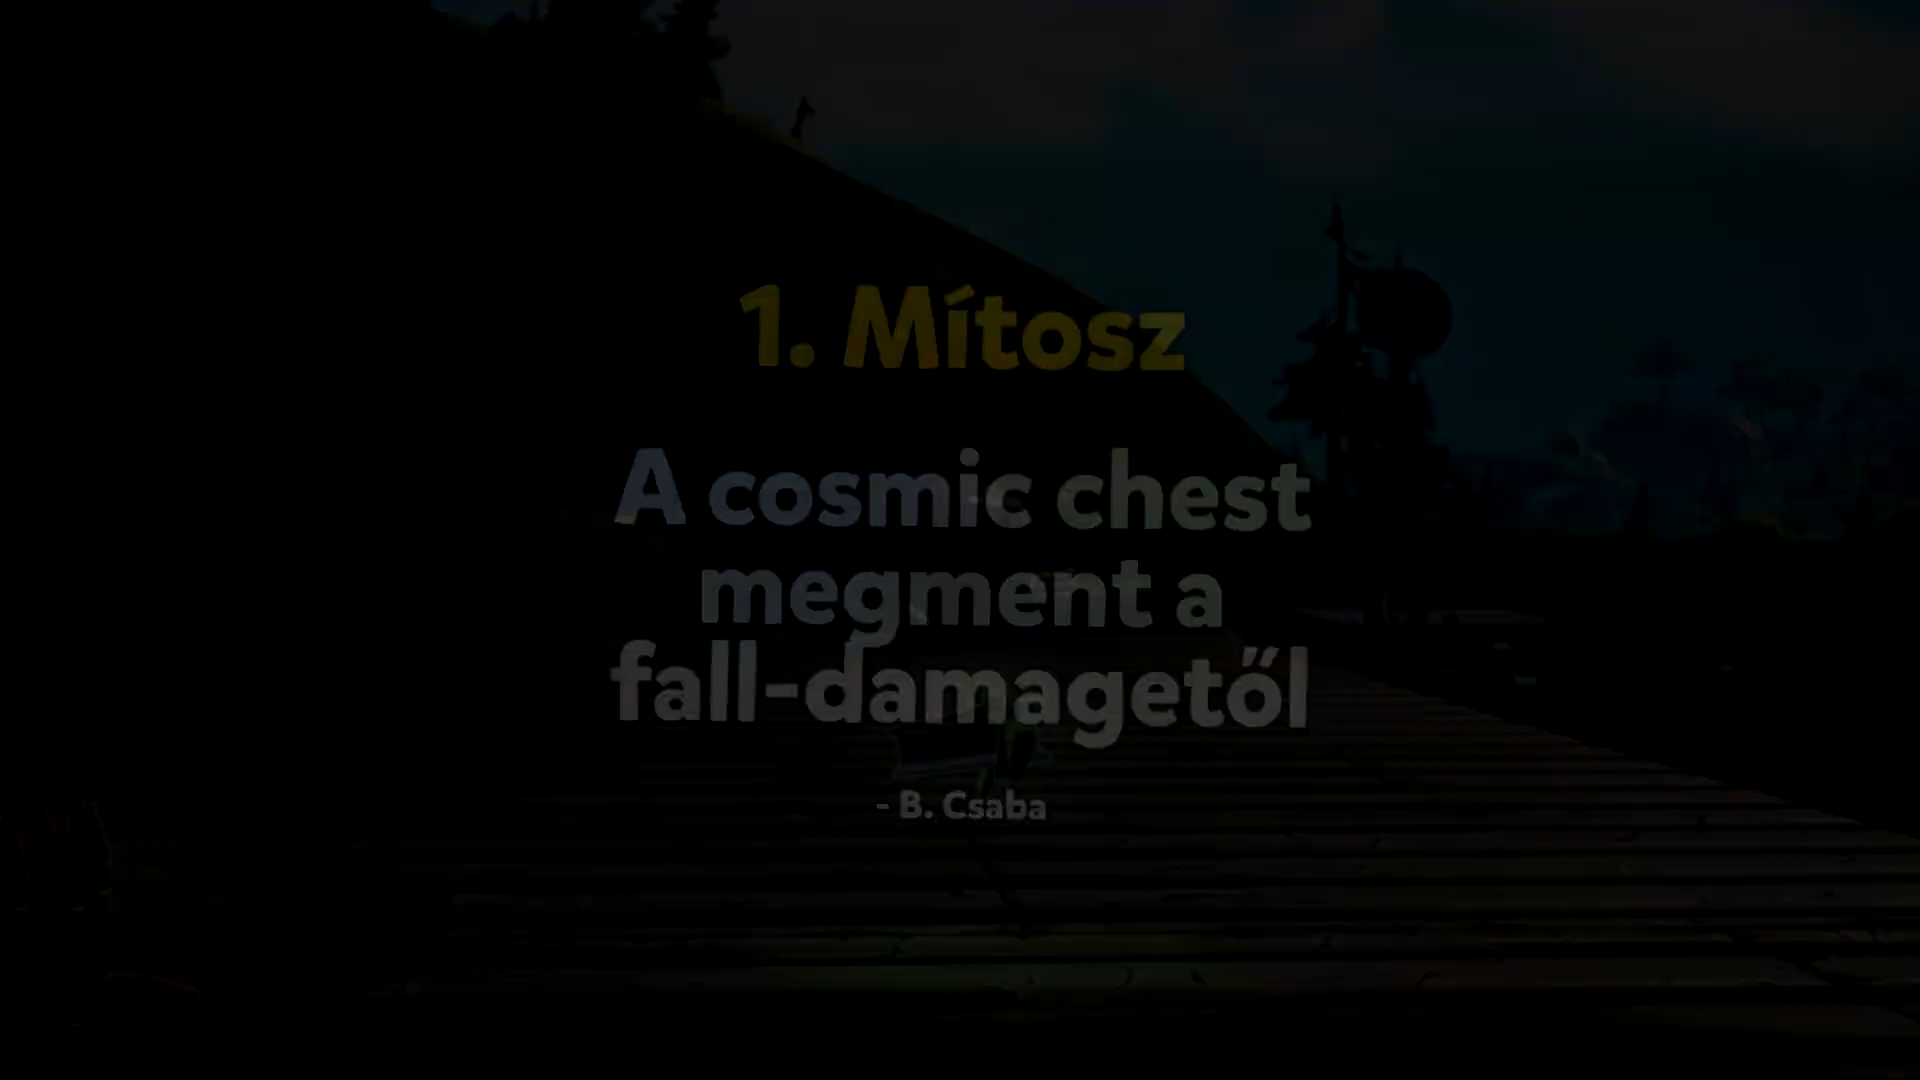 1. Mítosz
A cosmic chest
megment a
fall-damagetől
- B. Csaba